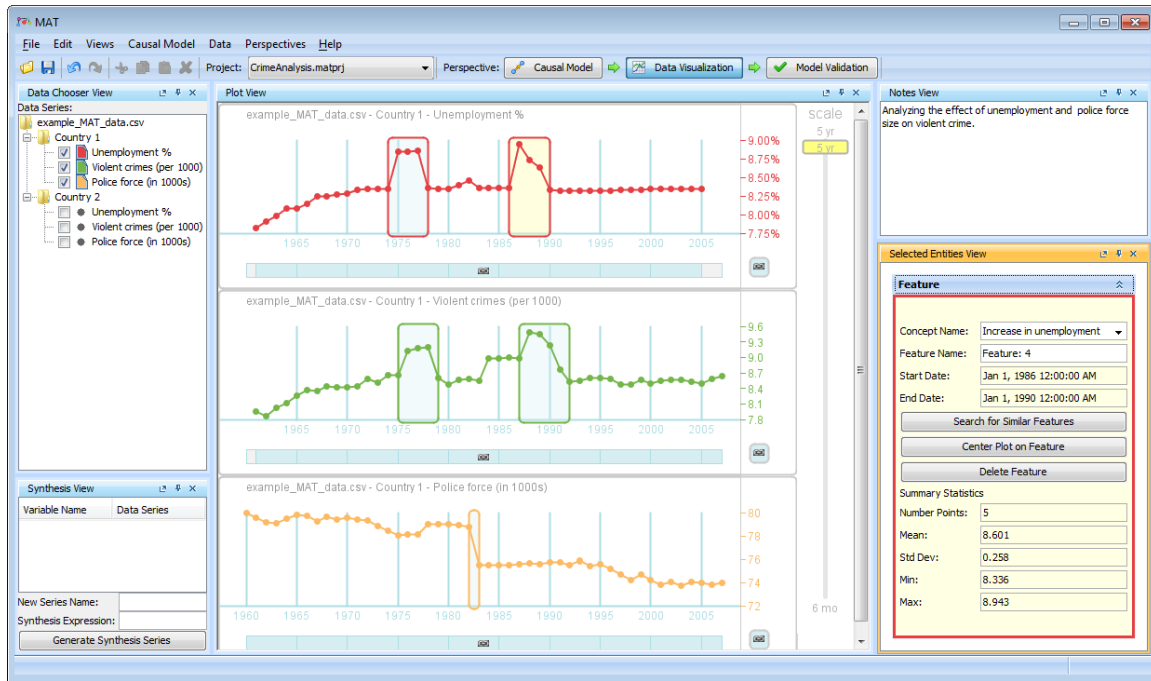 MAT
File Edit Views Causal Model Data Perspectives Help
Project: CrimeAnalysis.matprj Perspective: Causal Model Data Visualization Model Validation
Data Chooser View
Data Series:
example_MAT_data.csv
Country 1
Unemployment %
Violent crimes (per 1000)
Police force (in 1000s)
Country 2
Unemployment %
Violent crimes (per 1000)
Police force (in 1000s)
Synthesis View
Variable Name Data Series
New Series Name:
Synthesis Expression:
Generate Synthesis Series
Plot View
example_MAT_data.csv - Country 1 - Unemployment %
9.00%
8.75%
8.50%
8.25%
8.00%
7.75%
1965 1970 1975 1980 1985 1990 1995 2000 2005
example_MAT_data.csv - Country 1 - Violent crimes (per 1000)
9.6
9.3
9.0
8.7
8.4
8.1
7.8
1965 1970 1975 1980 1985 1990 1995 2000 2005
example_MAT_data.csv - Country 1 - Police force (in 1000s)
80
78
76
74
72
1960 1965 1970 1975 1980 1985 1990 1995 2000 2005
scale
5 yr
5 yr
6 mo
Notes View
Analyzing the effect of unemployment and police force
size on violent crime.
Selected Entities View
Feature
Concept Name: Increase in unemployment
Feature Name: Feature: 4
Start Date: Jan 1, 1986 12:00:00 AM
End Date: Jan 1, 1990 12:00:00 AM
Search for Similar Features
Center Plot on Feature
Delete Feature
Summary Statistics
Number Points: 5
Mean: 8.601
Std Dev: 0.258
Min: 8.336
Max: 8.943